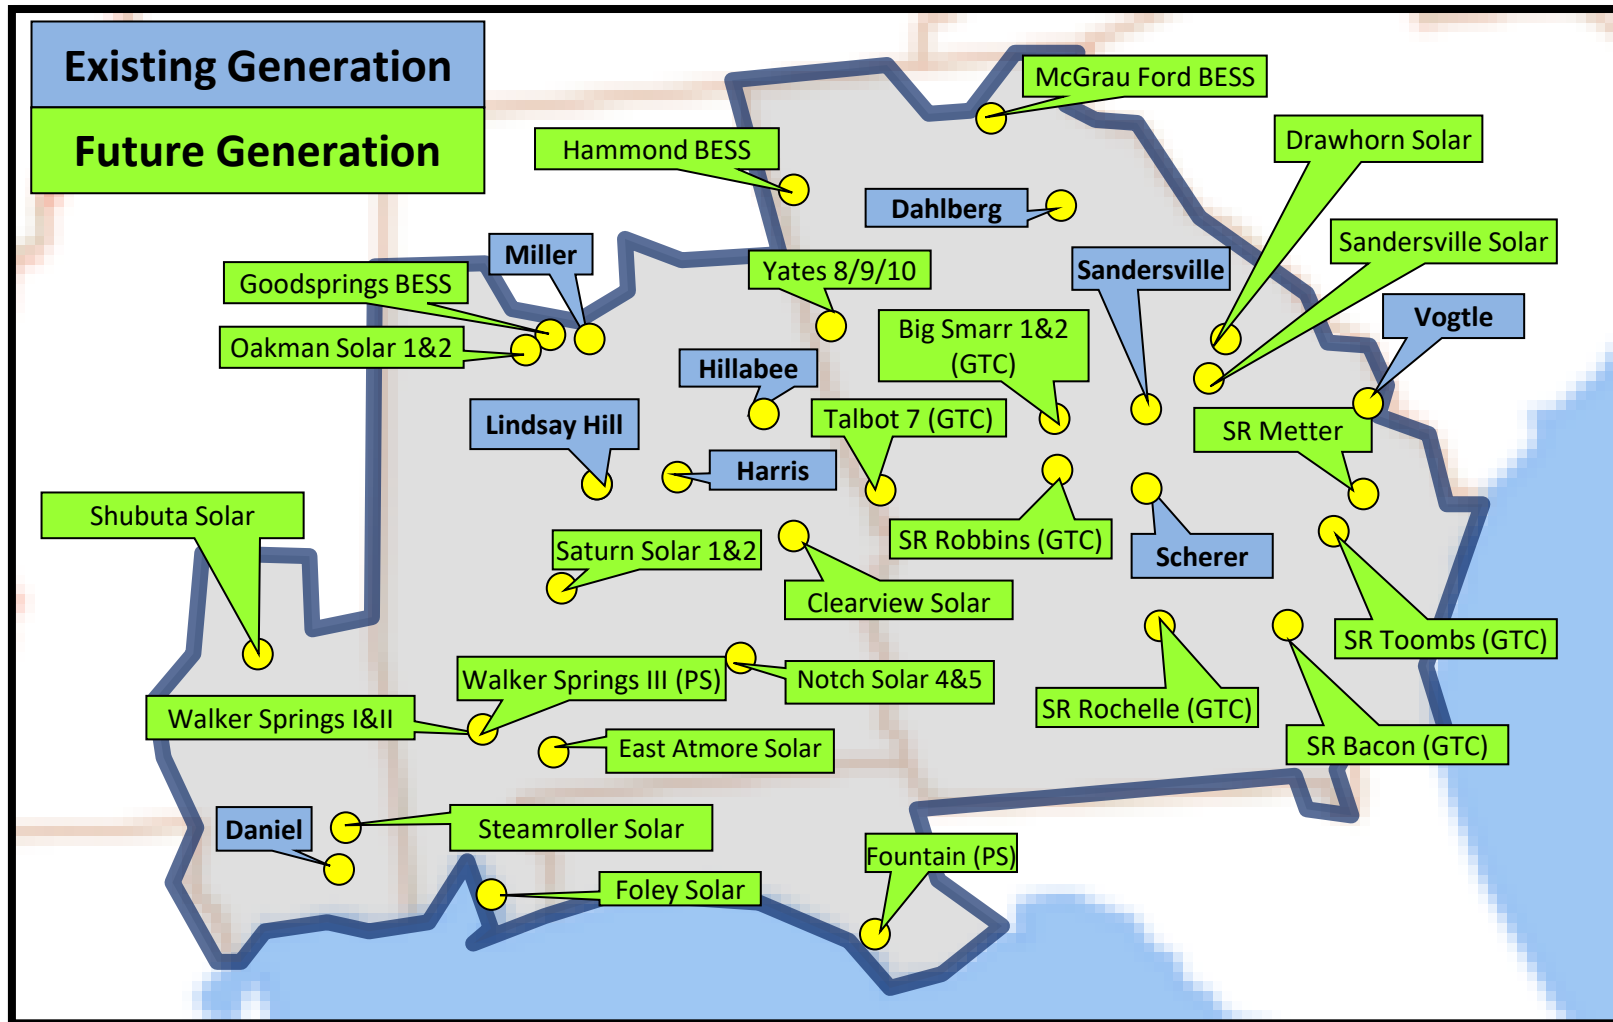 Existing Generation
Future Generation
McGrau Ford BESS
Hammond BESS
Drawhorn Solar
Dahlberg
Sandersville Solar
Miller
Goodsprings BESS
Yates 8/9/10
Sandersville
Oakman Solar 1&2
Big Smarr 1&2
(GTC)
Vogtle
Hillabee
Lindsay Hill
Talbot 7 (GTC)
SR Metter
Harris
Shubuta Solar
SR Robbins (GTC)
Saturn Solar 1&2
Scherer
Clearview Solar
SR Toombs (GTC)
Walker Springs III (PS)
Notch Solar 4&5
SR Rochelle (GTC)
Walker Springs I&II
East Atmore Solar
SR Bacon (GTC)
Daniel
Steamroller Solar
Fountain (PS)
Foley Solar